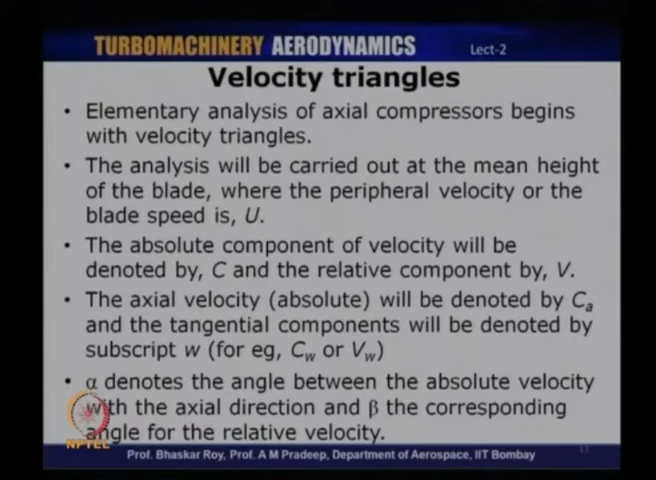 TURBOMACHINERY AERODYNAMICS Lect-2
Velocity triangles
• Elementary analysis of axial compressors begins
with velocity triangles.
• The analysis will be carried out at the mean height
of the blade, where the peripheral velocity or the
blade speed is, U.
• The absolute component of velocity will be
denoted by, C and the relative component by, V.
• The axial velocity (absolute) will be denoted by Ca
and the tangential components will be denoted by
subscript w (for eg, Cw or Vw)
• α denotes the angle between the absolute velocity
with the axial direction and β the corresponding
angle for the relative velocity.
NPTEL
Prof. Bhaskar Roy, Prof. A M Pradeep, Department of Aerospace, IIT Bombay
11